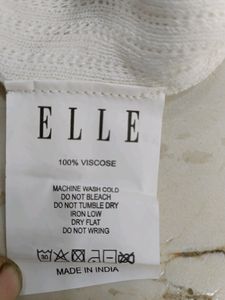 ELLE
100% VISCOSE
MACHINE WASH COLD
DO NOT BLEACH
DO NOT TUMBLE DRY
IRON LOW
DRY FLAT
DO NOT WRING
30
MADE IN INDIA